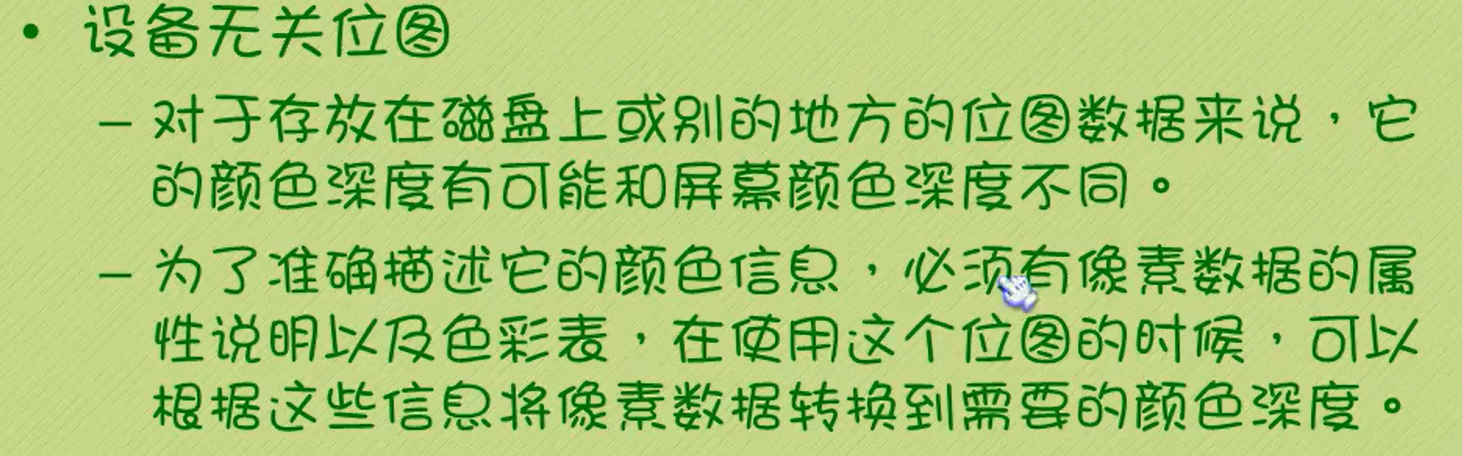 • 设备无关位图
– 对于存放在磁盘上或别的地方的位图数据来说，它
的颜色深度有可能和屏幕颜色深度不同。
– 为了准确描述它的颜色信息，必须有像素数据的属
性说明以及色彩表，在使用这个位图的时候，可以
根据这些信息将像素数据转换到需要的颜色深度。